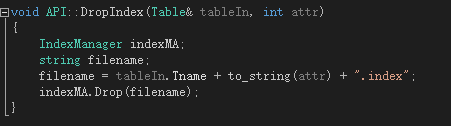 void API::DropIndex(Table& tableIn, int attr)
{
IndexManager indexMA;
string filename;
filename = tableIn.Tname + to_string(attr) + ".index";
indexMA.Drop(filename);
}